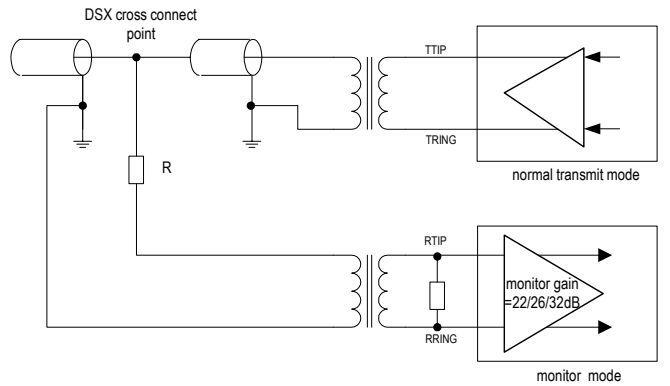 DSX cross connect
point
TTIP
TRING
normal transmit mode
R
RTIP
monitor gain
=22/26/32dB
RRING
monitor mode